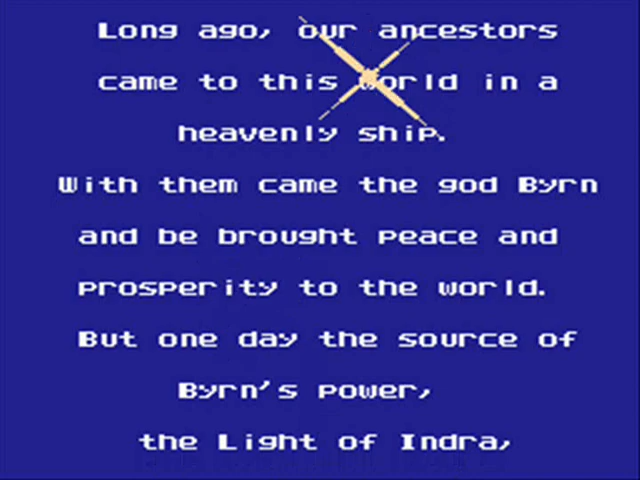 Long ago, our ancestors
came to this world in a
heavenly ship.
With them came the god Byrn
and be brought peace and
prosperity to the world.
But one day the source of
Byrn's power,
the Light of Indra,